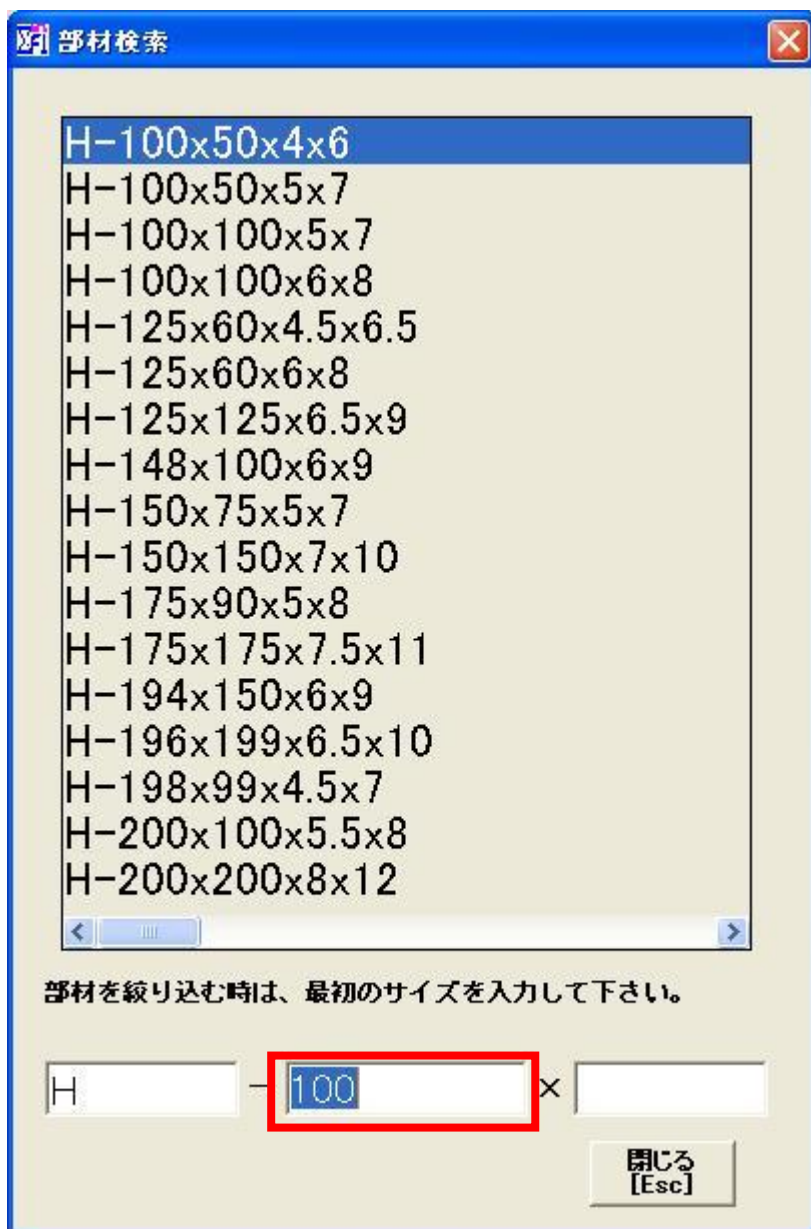 部材検索
H-100x50x4x6
H-100x50x5x7
H-100x100x5x7
H-100x100x6x8
H-125x60x4.5x6.5
H-125x60x6x8
H-125x125x6.5x9
H-148x100x6x9
H-150x75x5x7
H-150x150x7x10
H-175x90x5x8
H-175x175x7.5x11
H-194x150x6x9
H-196x199x6.5x10
H-198x99x4.5x7
H-200x100x5.5x8
H-200x200x8x12
部材を絞り込む時は、最初のサイズを入力して下さい。
H - 100 ×
閉じる
[Esc]